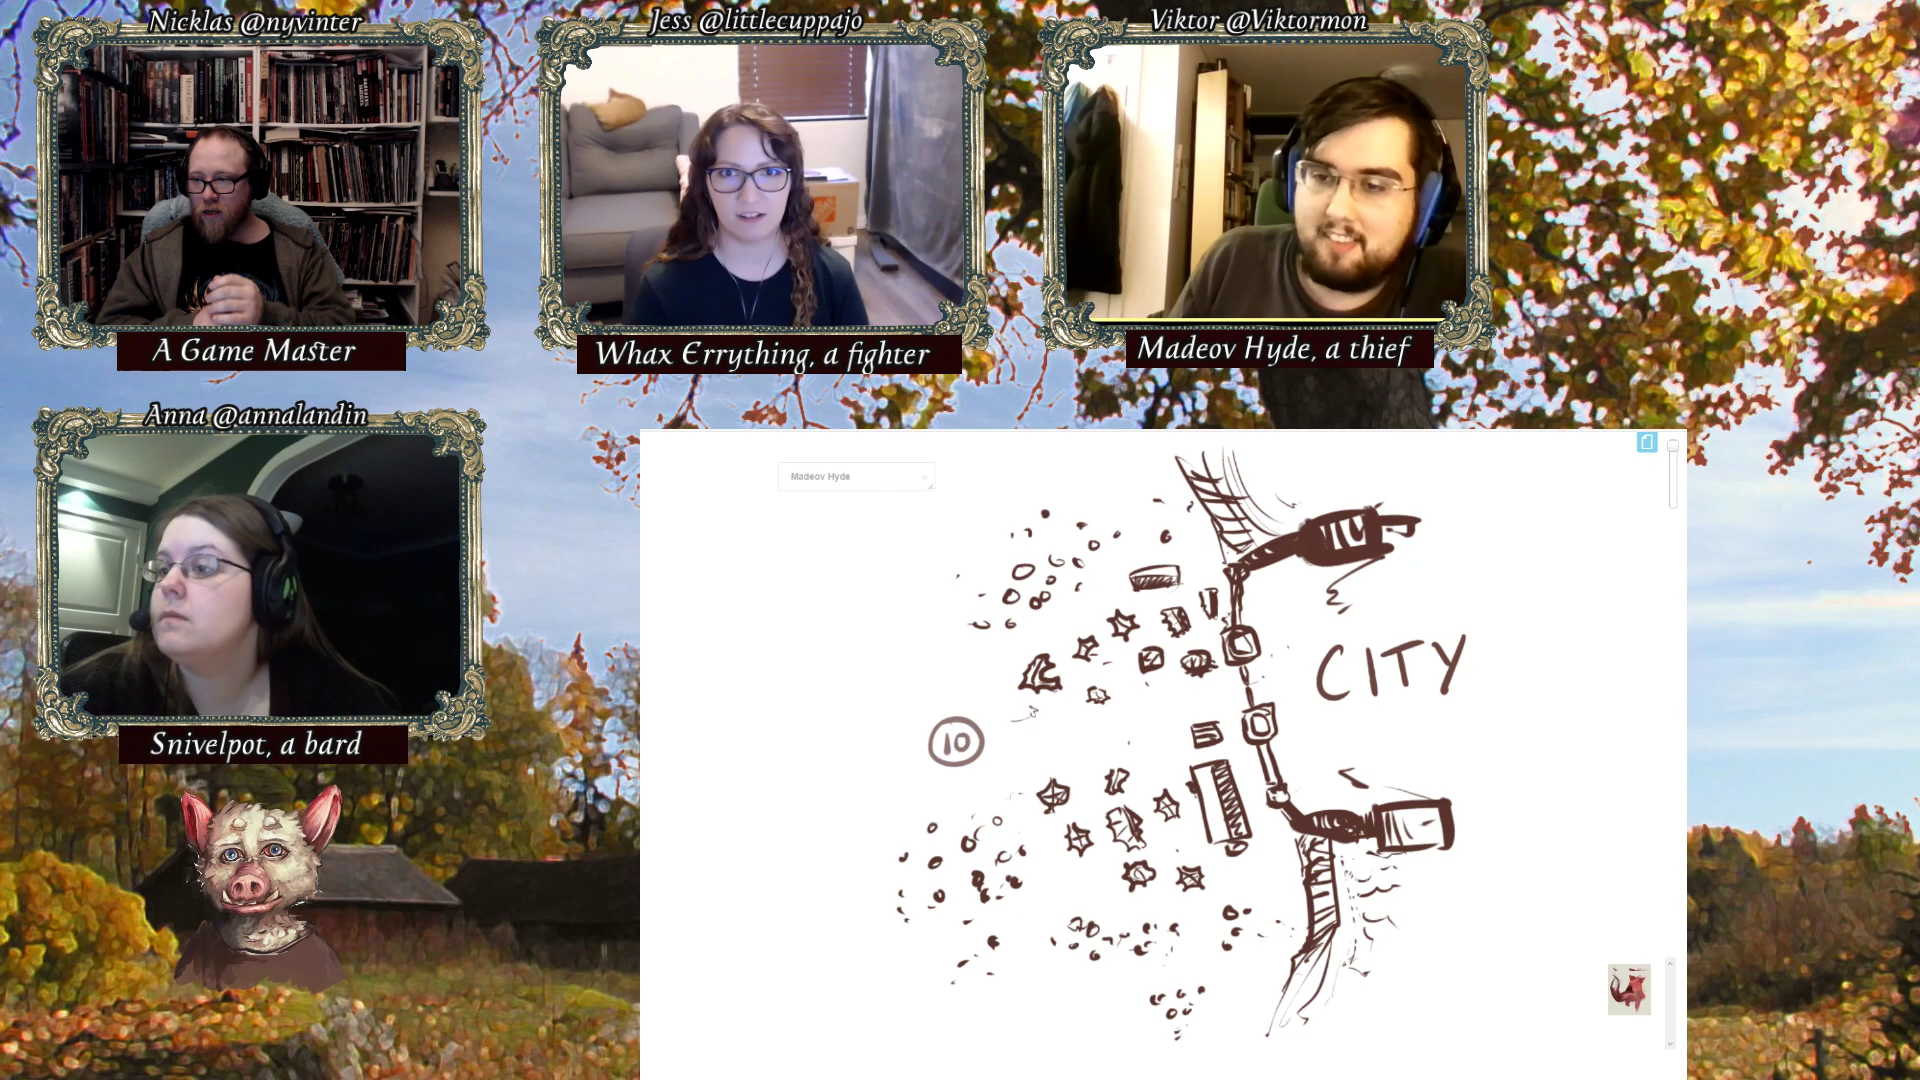 Nicklas @nyvinter
Jess @littlecuppajo
Viktor @Viktormon
A Game Master
Whax Errything, a fighter
Madeov Hyde, a thief
Anna @annalandin
Snivelpot, a bard
Madeov Hyde
CITY
10